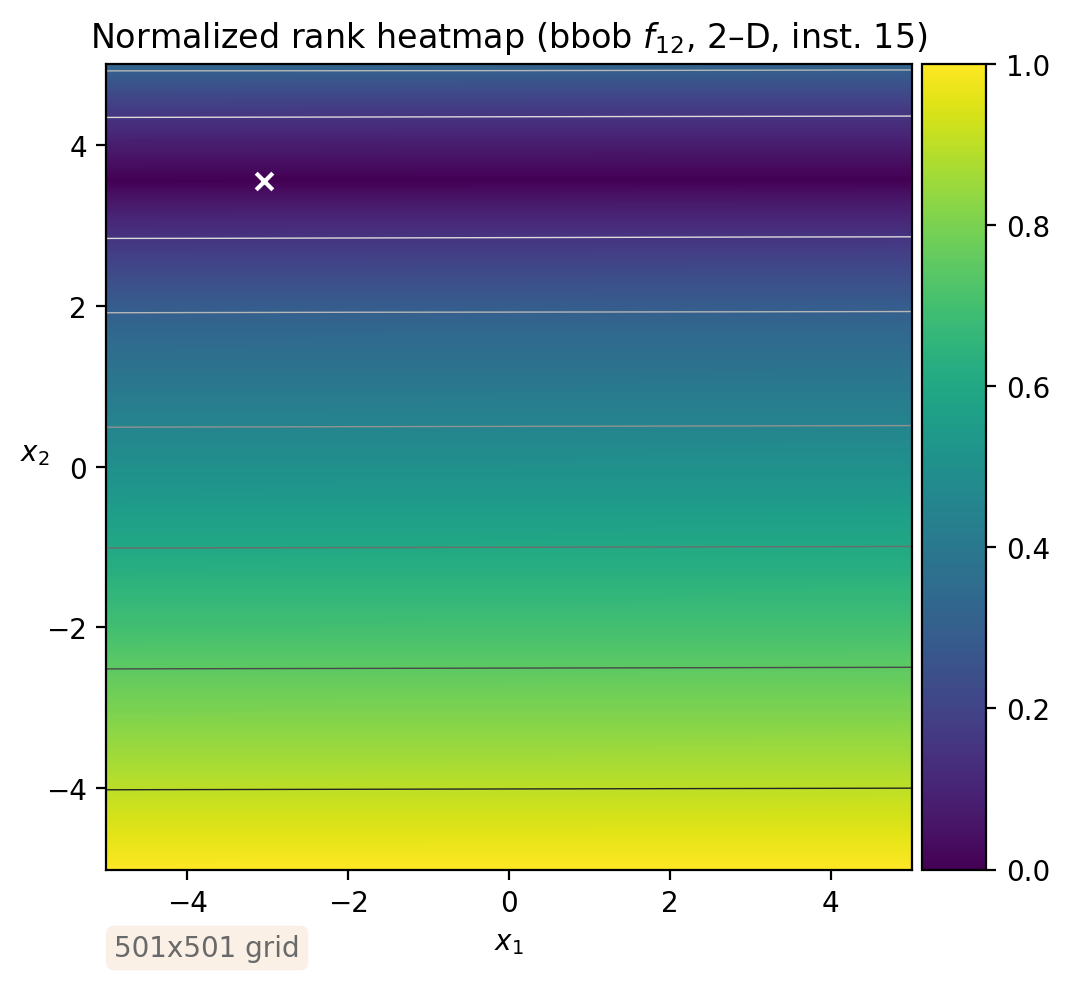 Normalized rank heatmap (bbob f₁₂, 2–D, inst. 15)
1.0
0.8
0.6
0.4
0.2
0.0
4
2
0
−2
−4
x₂
−4 −2 0 2 4
x₁
501x501 grid